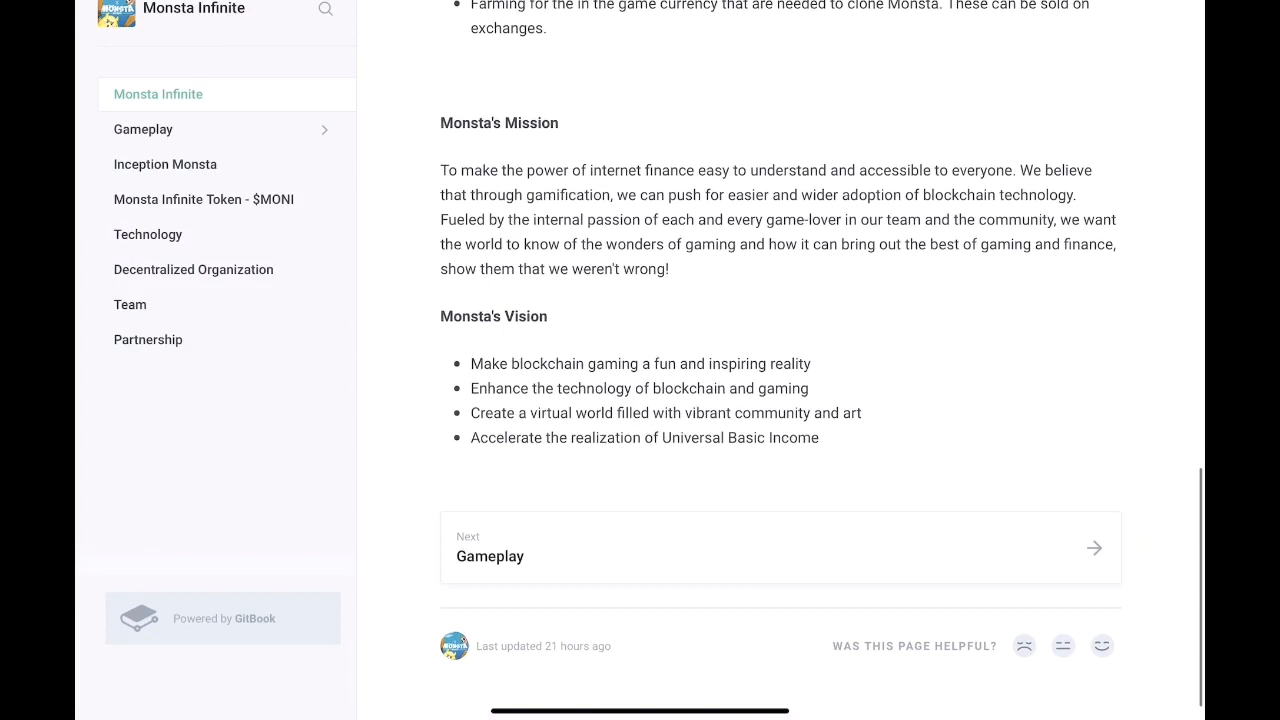 Monsta Infinite
Monsta Infinite
Gameplay
Inception Monsta
Monsta Infinite Token - $MONI
Technology
Decentralized Organization
Team
Partnership
Powered by GitBook
Farming for the in the game currency that are needed to clone Monsta. These can be sold on
exchanges.
Monsta's Mission
To make the power of internet finance easy to understand and accessible to everyone. We believe
that through gamification, we can push for easier and wider adoption of blockchain technology.
Fueled by the internal passion of each and every game-lover in our team and the community, we want
the world to know of the wonders of gaming and how it can bring out the best of gaming and finance,
show them that we weren't wrong!
Monsta's Vision
Make blockchain gaming a fun and inspiring reality
Enhance the technology of blockchain and gaming
Create a virtual world filled with vibrant community and art
Accelerate the realization of Universal Basic Income
Next
Gameplay
Last updated 21 hours ago
WAS THIS PAGE HELPFUL?